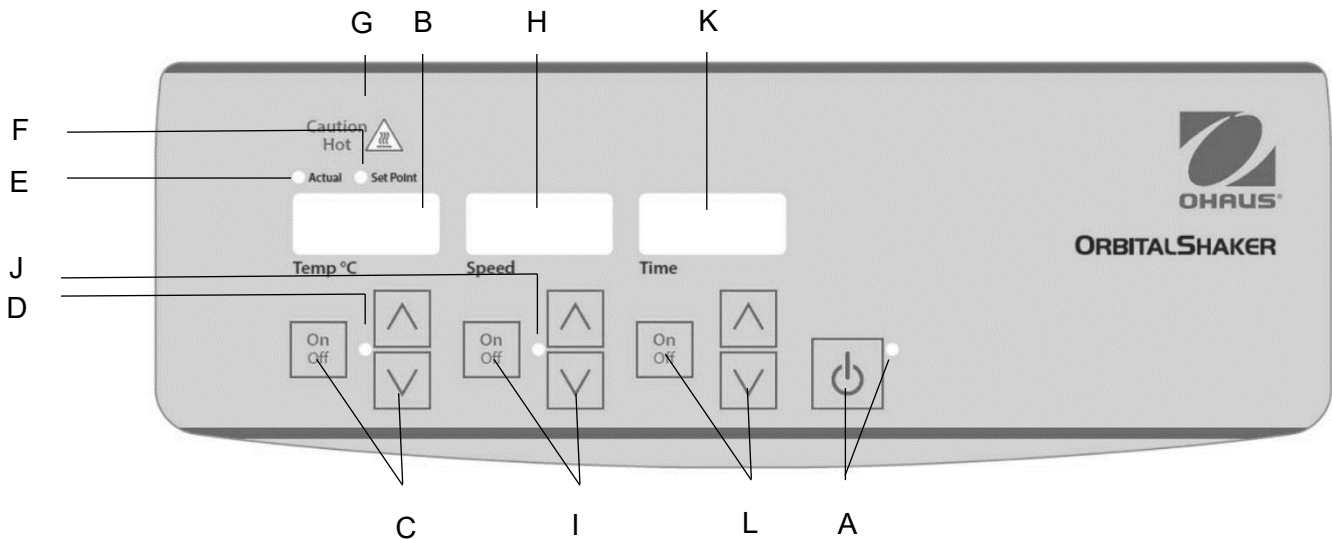 G B H K
F
Caution
Hot
E
Actual Set Point
OHAUS®
ORBITALSHAKER
J
Temp °C Speed Time
D
On
Off
On
Off
On
Off
C I L A